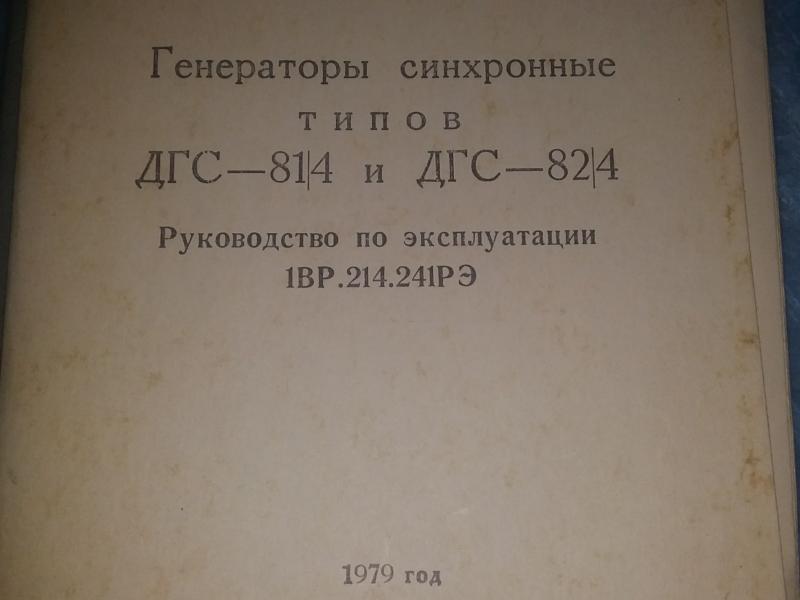 Генераторы синхронные
типов
ДГС—81|4 и ДГС—82|4
Руководство по эксплуатации
1ВР.214.241РЭ
1979 год